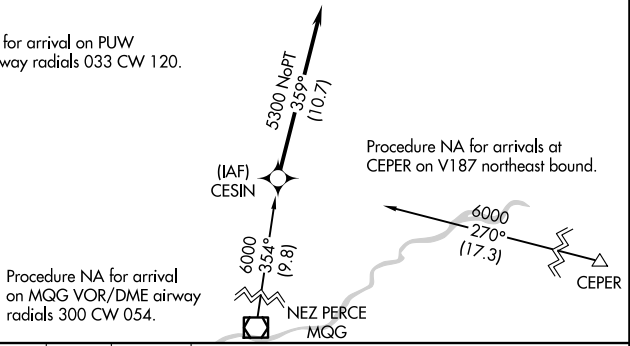 for arrival on PUW
way radials 033 CW 120.
5300 NoPT
359°
(10.7)
(IAF)
CESIN
Procedure NA for arrivals at
CEPER on V187 northeast bound.
6000
270°
(17.3)
CEPER
6000
354°
(9.8)
Procedure NA for arrival
on MQG VOR/DME airway
radials 300 CW 054.
NEZ PERCE
MQG